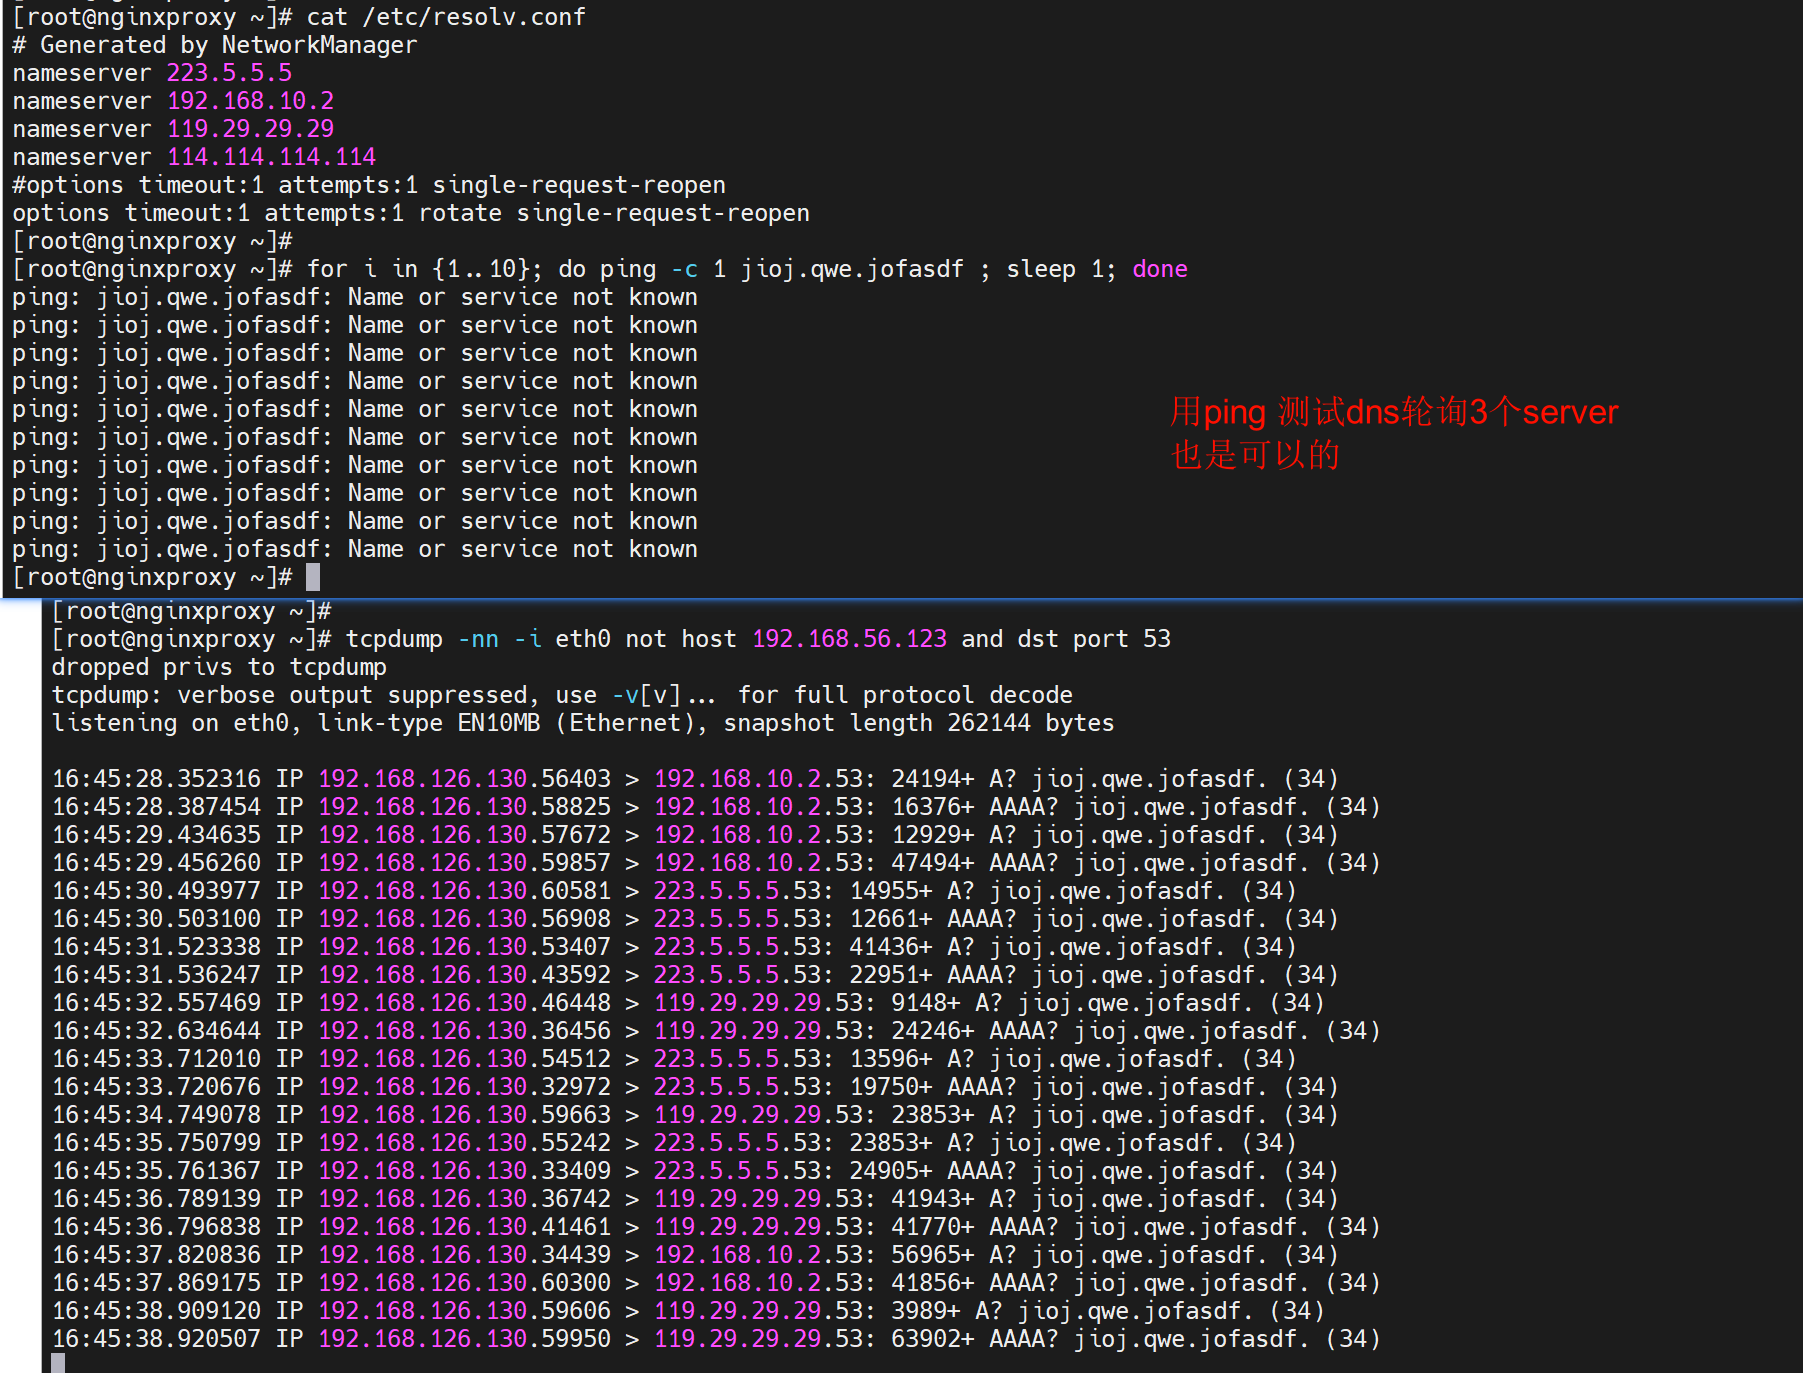 [root@nginxproxy ~]# cat /etc/resolv.conf
# Generated by NetworkManager
nameserver 223.5.5.5
nameserver 192.168.10.2
nameserver 119.29.29.29
nameserver 114.114.114.114
#options timeout:1 attempts:1 single-request-reopen
options timeout:1 attempts:1 rotate single-request-reopen
[root@nginxproxy ~]#
[root@nginxproxy ~]# for i in {1..10}; do ping -c 1 jioj.qwe.jofasdf ; sleep 1; done
ping: jioj.qwe.jofasdf: Name or service not known
ping: jioj.qwe.jofasdf: Name or service not known
ping: jioj.qwe.jofasdf: Name or service not known
ping: jioj.qwe.jofasdf: Name or service not known
ping: jioj.qwe.jofasdf: Name or service not known
ping: jioj.qwe.jofasdf: Name or service not known
ping: jioj.qwe.jofasdf: Name or service not known
ping: jioj.qwe.jofasdf: Name or service not known
ping: jioj.qwe.jofasdf: Name or service not known
ping: jioj.qwe.jofasdf: Name or service not known
用ping 测试dns轮询3个server
也是可以的
[root@nginxproxy ~]#
[root@nginxproxy ~]#
[root@nginxproxy ~]# tcpdump -nn -i eth0 not host 192.168.56.123 and dst port 53
dropped privs to tcpdump
tcpdump: verbose output suppressed, use -v[v]... for full protocol decode
listening on eth0, link-type EN10MB (Ethernet), snapshot length 262144 bytes
16:45:28.352316 IP 192.168.126.130.56403 > 192.168.10.2.53: 24194+ A? jioj.qwe.jofasdf. (34)
16:45:28.387454 IP 192.168.126.130.58825 > 192.168.10.2.53: 16376+ AAAA? jioj.qwe.jofasdf. (34)
16:45:29.434635 IP 192.168.126.130.57672 > 192.168.10.2.53: 12929+ A? jioj.qwe.jofasdf. (34)
16:45:29.456260 IP 192.168.126.130.59857 > 192.168.10.2.53: 47494+ AAAA? jioj.qwe.jofasdf. (34)
16:45:30.493977 IP 192.168.126.130.60581 > 223.5.5.5.53: 14955+ A? jioj.qwe.jofasdf. (34)
16:45:30.503100 IP 192.168.126.130.56908 > 223.5.5.5.53: 12661+ AAAA? jioj.qwe.jofasdf. (34)
16:45:31.523338 IP 192.168.126.130.53407 > 223.5.5.5.53: 41436+ A? jioj.qwe.jofasdf. (34)
16:45:31.536247 IP 192.168.126.130.43592 > 223.5.5.5.53: 22951+ AAAA? jioj.qwe.jofasdf. (34)
16:45:32.557469 IP 192.168.126.130.46448 > 119.29.29.29.53: 9148+ A? jioj.qwe.jofasdf. (34)
16:45:32.634644 IP 192.168.126.130.36456 > 119.29.29.29.53: 24246+ AAAA? jioj.qwe.jofasdf. (34)
16:45:33.712010 IP 192.168.126.130.54512 > 223.5.5.5.53: 13596+ A? jioj.qwe.jofasdf. (34)
16:45:33.720676 IP 192.168.126.130.32972 > 223.5.5.5.53: 19750+ AAAA? jioj.qwe.jofasdf. (34)
16:45:34.749078 IP 192.168.126.130.59663 > 119.29.29.29.53: 23853+ A? jioj.qwe.jofasdf. (34)
16:45:35.750799 IP 192.168.126.130.55242 > 223.5.5.5.53: 23853+ A? jioj.qwe.jofasdf. (34)
16:45:35.761367 IP 192.168.126.130.33409 > 223.5.5.5.53: 24905+ AAAA? jioj.qwe.jofasdf. (34)
16:45:36.789139 IP 192.168.126.130.36742 > 119.29.29.29.53: 41943+ A? jioj.qwe.jofasdf. (34)
16:45:36.796838 IP 192.168.126.130.41461 > 119.29.29.29.53: 41770+ AAAA? jioj.qwe.jofasdf. (34)
16:45:37.820836 IP 192.168.126.130.34439 > 192.168.10.2.53: 56965+ A? jioj.qwe.jofasdf. (34)
16:45:37.869175 IP 192.168.126.130.60300 > 192.168.10.2.53: 41856+ AAAA? jioj.qwe.jofasdf. (34)
16:45:38.909120 IP 192.168.126.130.59606 > 119.29.29.29.53: 3989+ A? jioj.qwe.jofasdf. (34)
16:45:38.920507 IP 192.168.126.130.59950 > 119.29.29.29.53: 63902+ AAAA? jioj.qwe.jofasdf. (34)